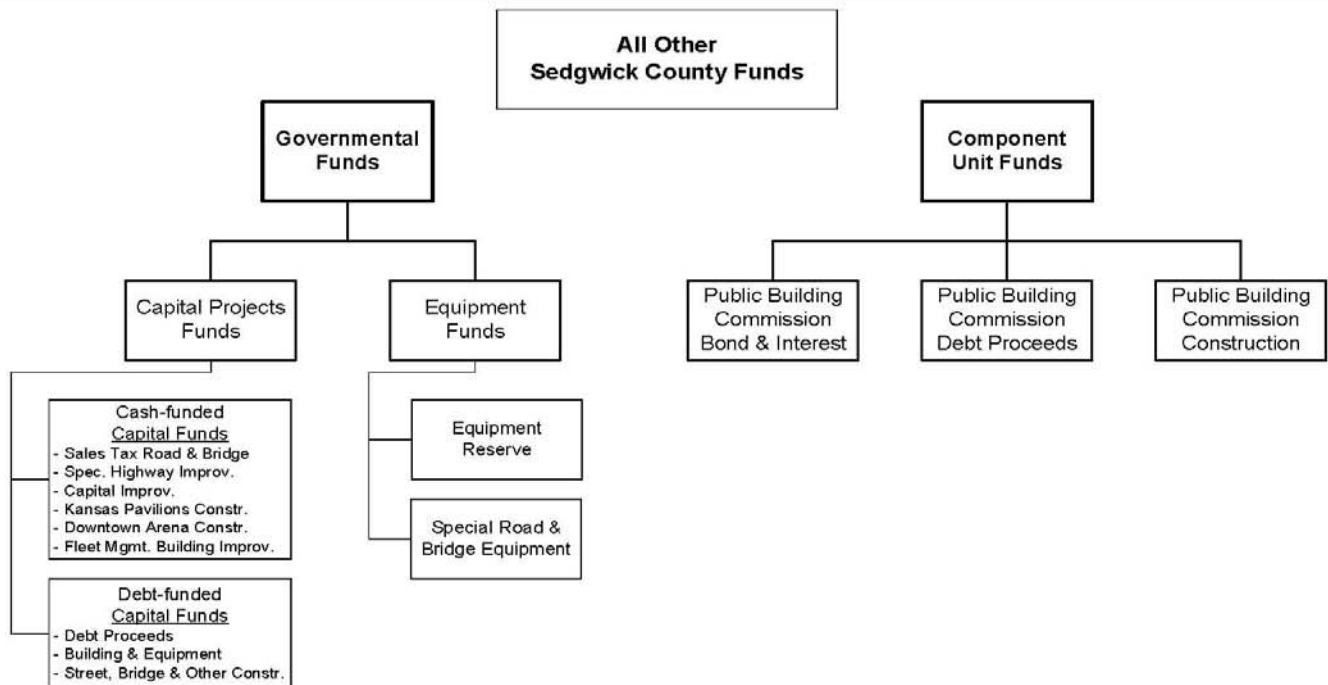 All Other
Sedgwick County Funds
Governmental
Funds
Component
Unit Funds
Capital Projects
Funds
Equipment
Funds
Public Building
Commission
Bond & Interest
Public Building
Commission
Debt Proceeds
Public Building
Commission
Construction
Cash-funded
Capital Funds
- Sales Tax Road & Bridge
- Spec. Highway Improv.
- Capital Improv.
- Kansas Pavilions Constr.
- Downtown Arena Constr.
- Fleet Mgmt. Building Improv.
Equipment
Reserve
Special Road &
Bridge Equipment
Debt-funded
Capital Funds
- Debt Proceeds
- Building & Equipment
- Street, Bridge & Other Constr.